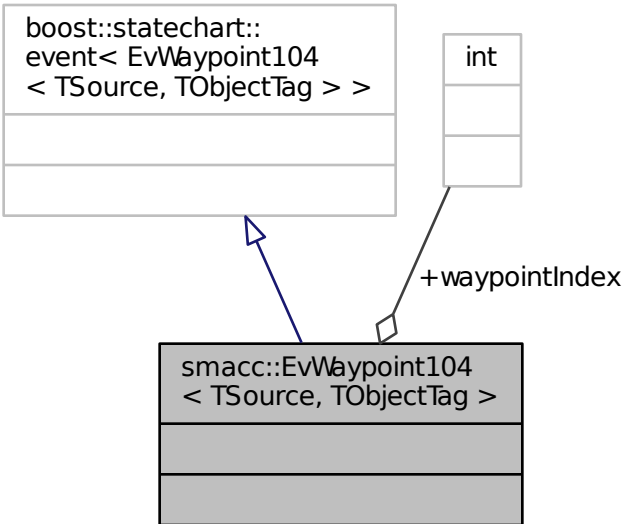 boost::statechart::
event< EvWaypoint104
< TSource, TObjectTag > >
int
+waypointIndex
smacc::EvWaypoint104
< TSource, TObjectTag >